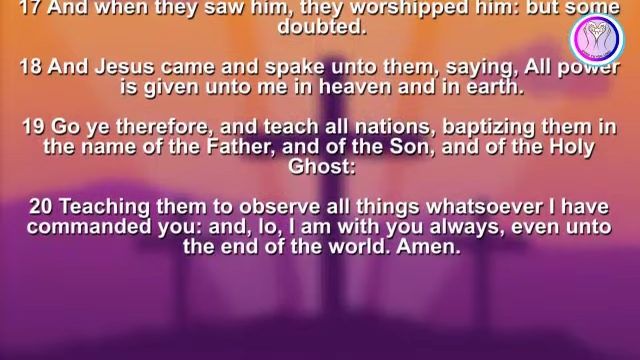 17 And when they saw him, they worshipped him: but some
doubted.
18 And Jesus came and spake unto them, saying, All power
is given unto me in heaven and in earth.
19 Go ye therefore, and teach all nations, baptizing them in
the name of the Father, and of the Son, and of the Holy
Ghost:
20 Teaching them to observe all things whatsoever I have
commanded you: and, lo, I am with you always, even unto
the end of the world. Amen.